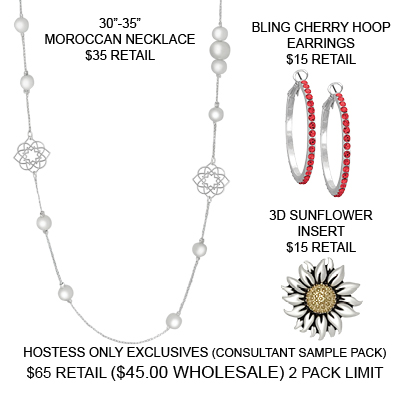 30”-35”
MOROCCAN NECKLACE
$35 RETAIL
BLING CHERRY HOOP
EARRINGS
$15 RETAIL
3D SUNFLOWER
INSERT
$15 RETAIL
HOSTESS ONLY EXCLUSIVES (CONSULTANT SAMPLE PACK)
$65 RETAIL ($45.00 WHOLESALE) 2 PACK LIMIT